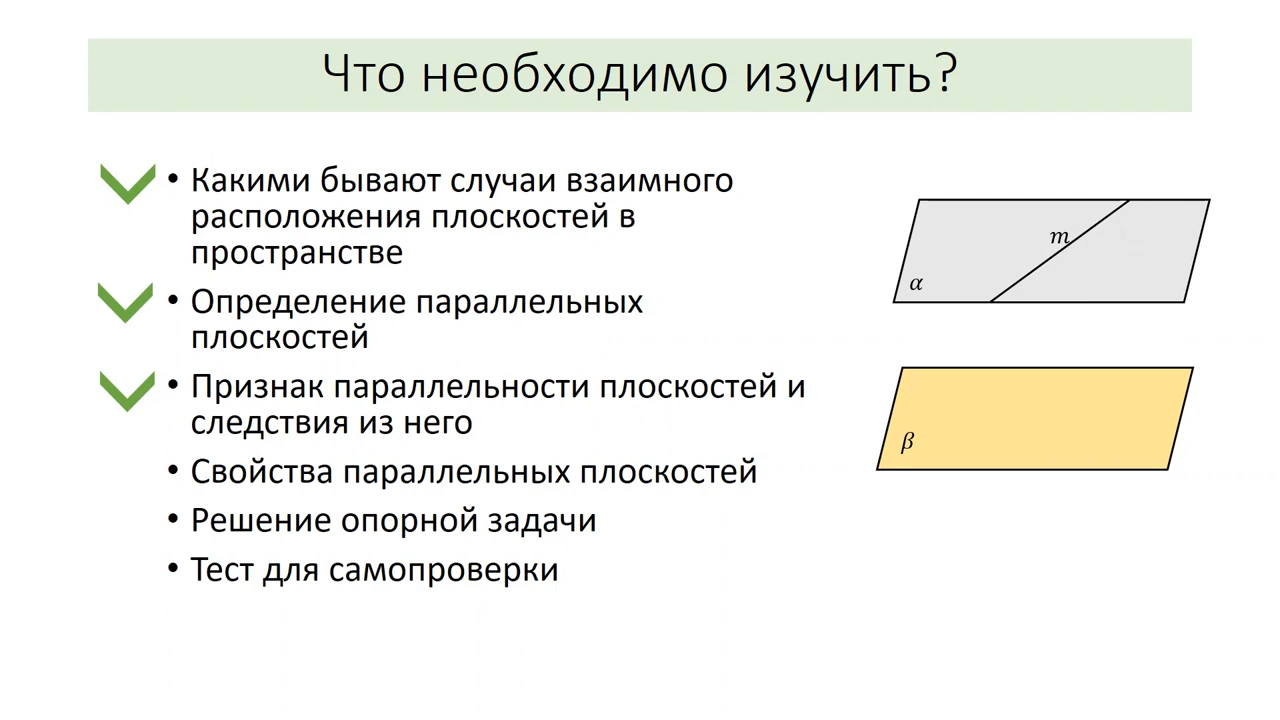 Что необходимо изучить?
• Какими бывают случаи взаимного
расположения плоскостей в
пространстве
• Определение параллельных
плоскостей
• Признак параллельности плоскостей и
следствия из него
• Свойства параллельных плоскостей
• Решение опорной задачи
• Тест для самопроверки
m
α
β